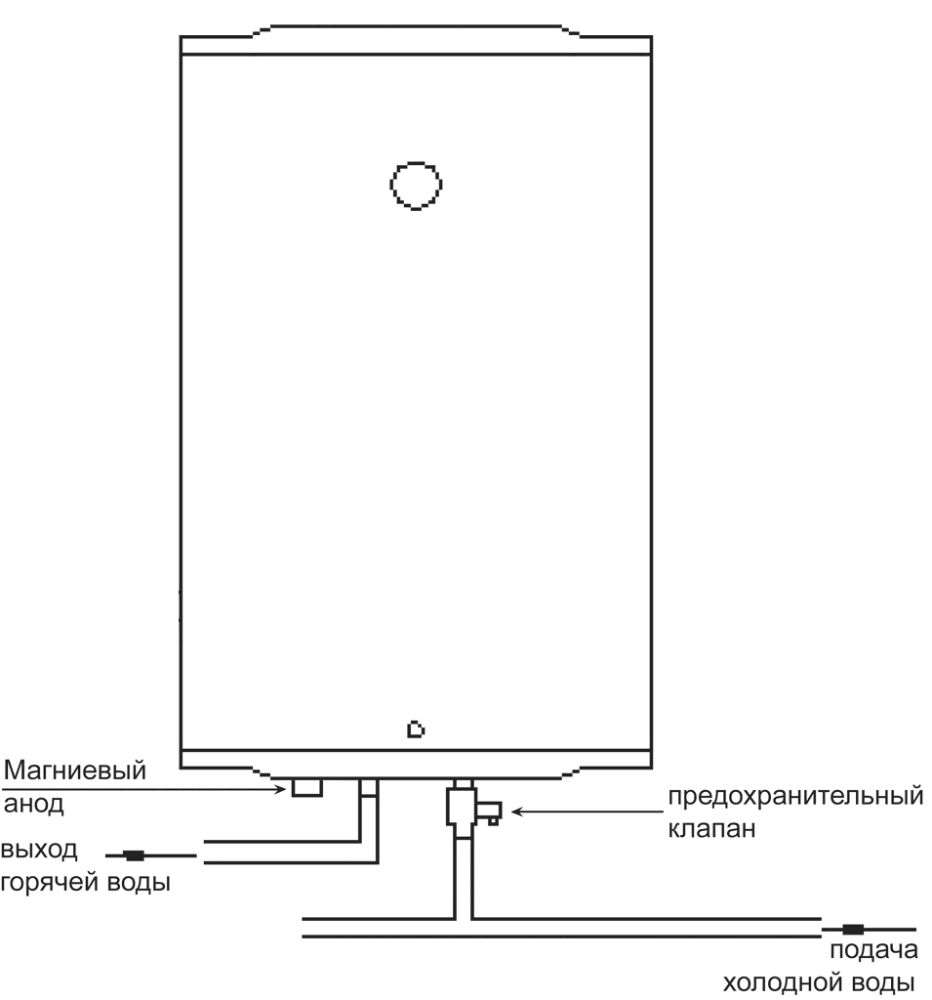 Магниевый
анод
выход
горячей воды
предохранительный
клапан
подача
холодной воды